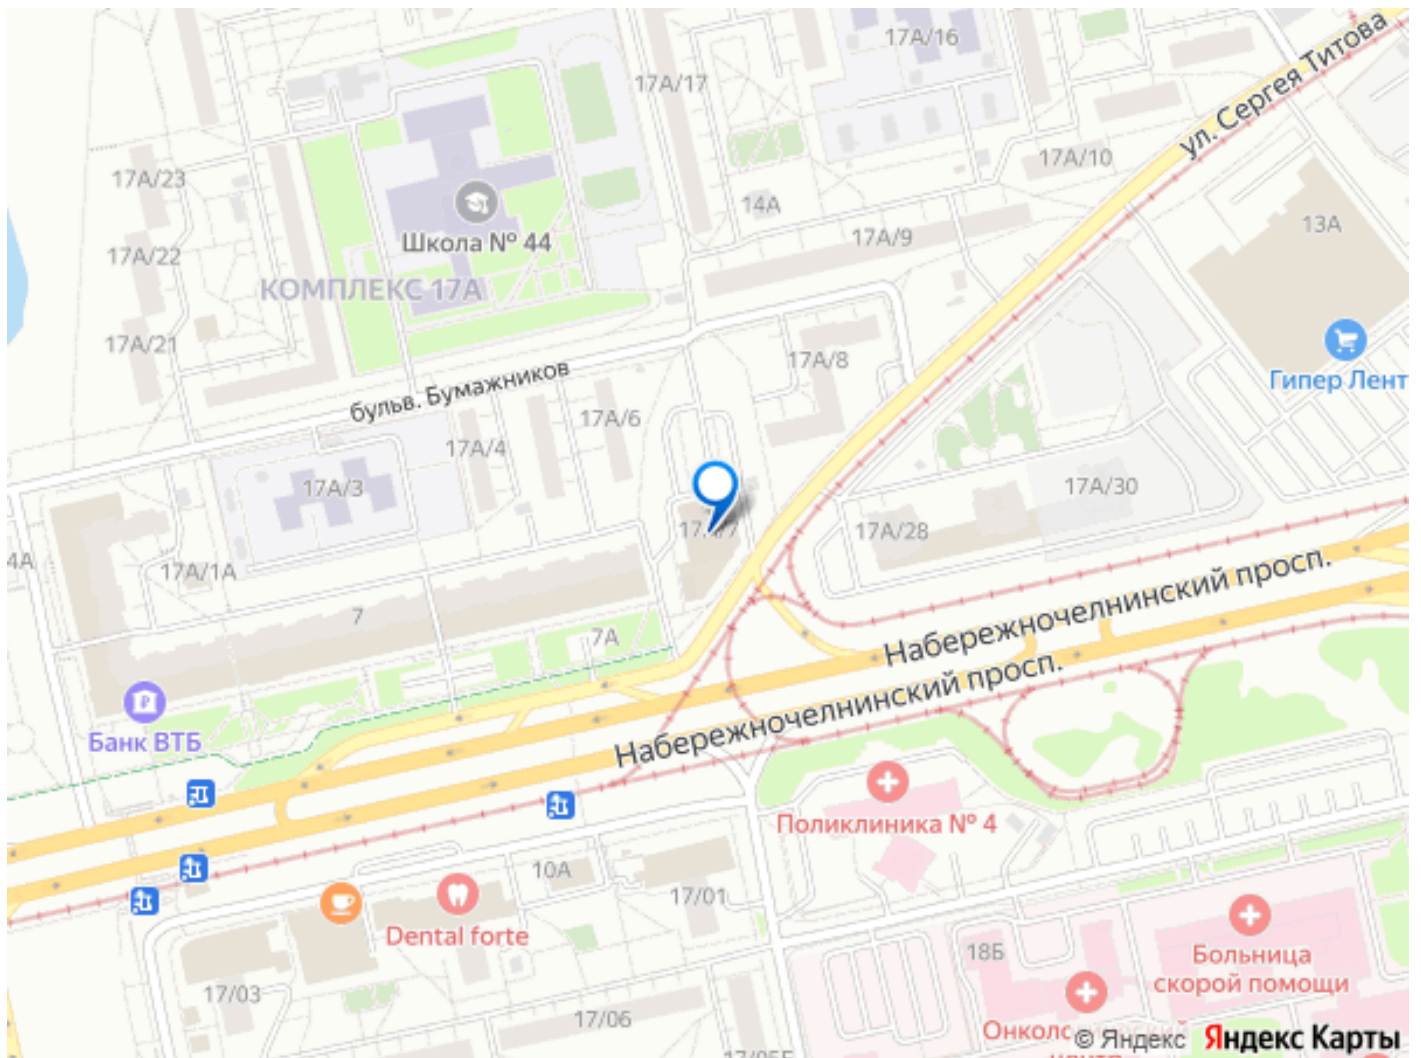 17А/16
ул. Сергея Титова
17А/17
17А/10
17А/23
14А
Школа № 44
13А
17А/22
17А/9
КОМПЛЕКС 17А
17А/21
17А/8
Гипер Лент
бульв. Бумажников
17А/6
17А/4
17А/3
17А/30
17А/7
17А/28
4А
17А/1А
Набережночелнинский просп.
7
7А
Набережночелнинский просп.
Банк ВТБ
Поликлиника № 4
10А
17/01
Dental forte
18Б
Больница
скорой помощи
17/03
17/06
© Яндекс Яндекс Карты